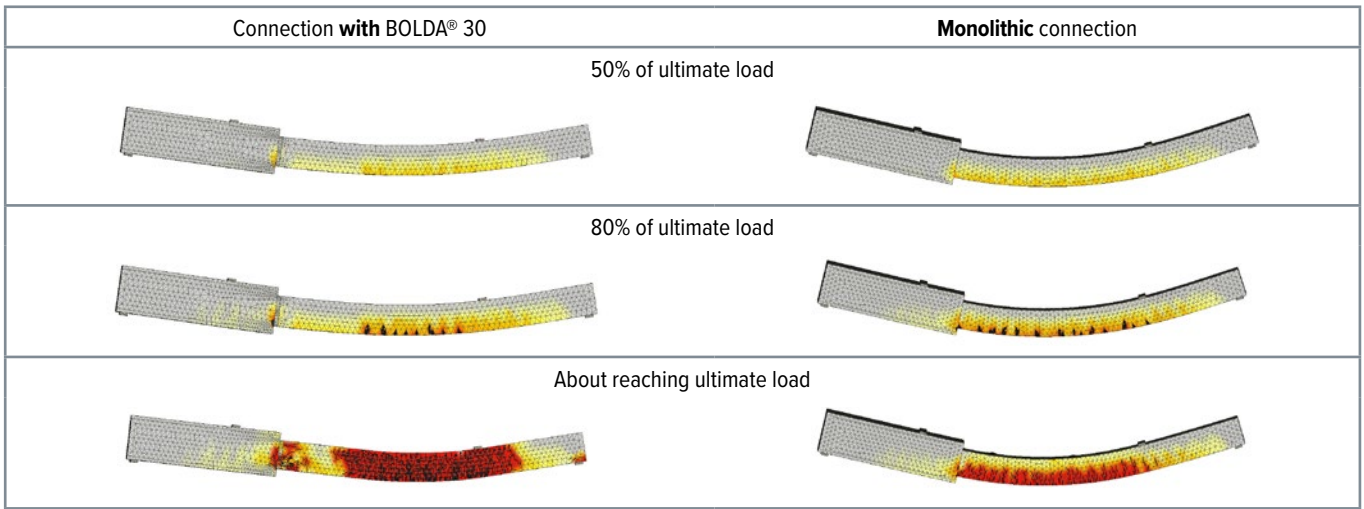 Connection with BOLDA® 30
Monolithic connection
50% of ultimate load
80% of ultimate load
About reaching ultimate load